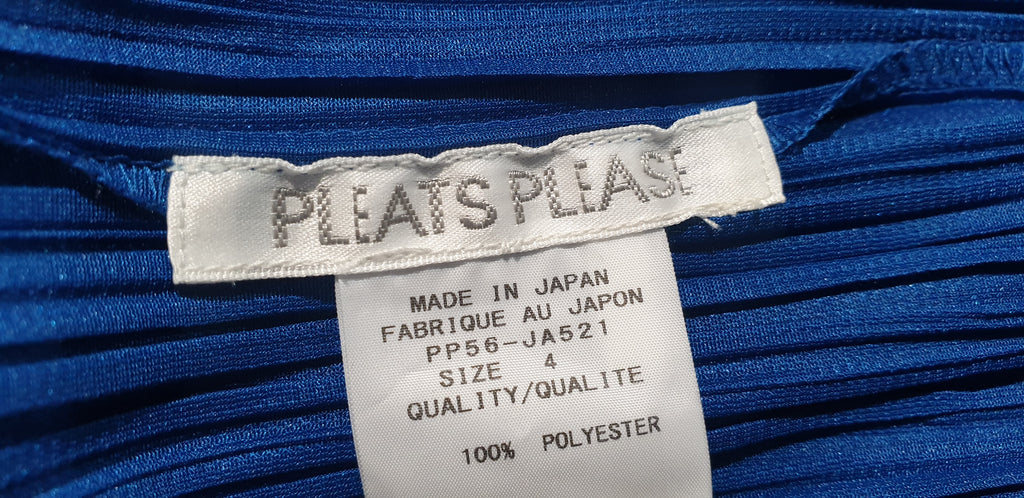 PLEATS PLEASE
MADE IN JAPAN
FABRIQUE AU JAPON
PP56-JA521
SIZE 4
QUALITY/QUALITE
100% POLYESTER